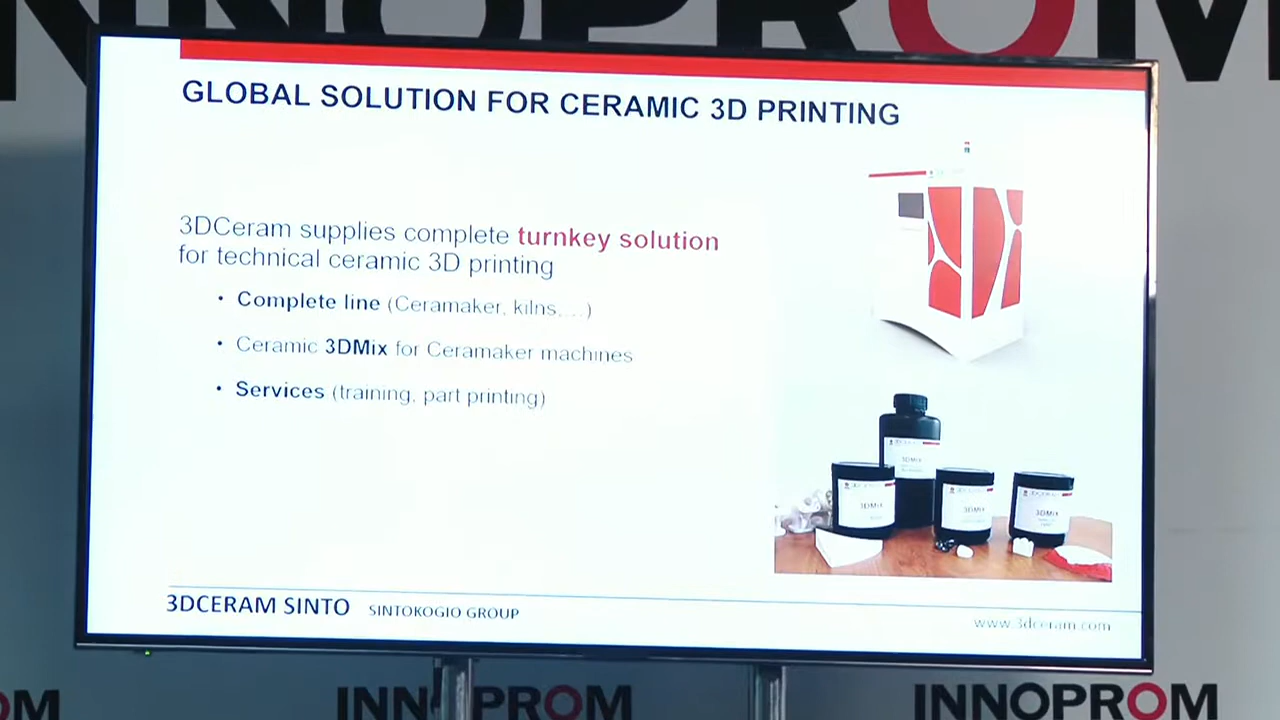 INNOPROM
GLOBAL SOLUTION FOR CERAMIC 3D PRINTING
3DCeram supplies complete turnkey solution
for technical ceramic 3D printing
• Complete line (Ceramaker, kilns,...)
• Ceramic 3DMix for Ceramaker machines
• Services (training, part printing)
3DMIX
3DMIX
3DMIX
3DMIX
3DCERAM SINTO SINTOKOGIO GROUP
www.3dceram.com
OM INNOPROM INNOPROM